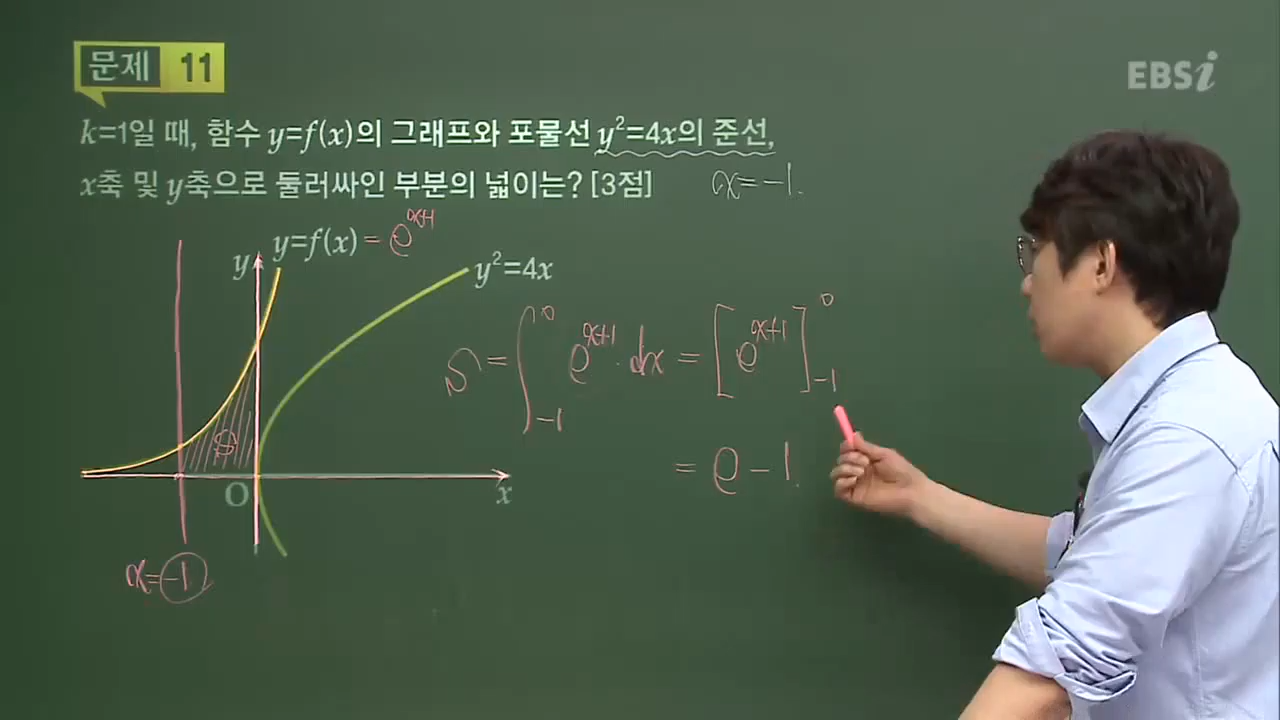 문제 11
EBSi
k=1일 때, 함수 y=f(x)의 그래프와 포물선 y²=4x의 준선,
x축 및 y축으로 둘러싸인 부분의 넓이는? [3점]
x=-1.
y
y=f(x) = e^{x+1}
y²=4x
S = ∫_{-1}^{0} e^{x+1}·dx = [e^{x+1}]_{-1}^{0}
S
= e-1.
O
x
x=-1